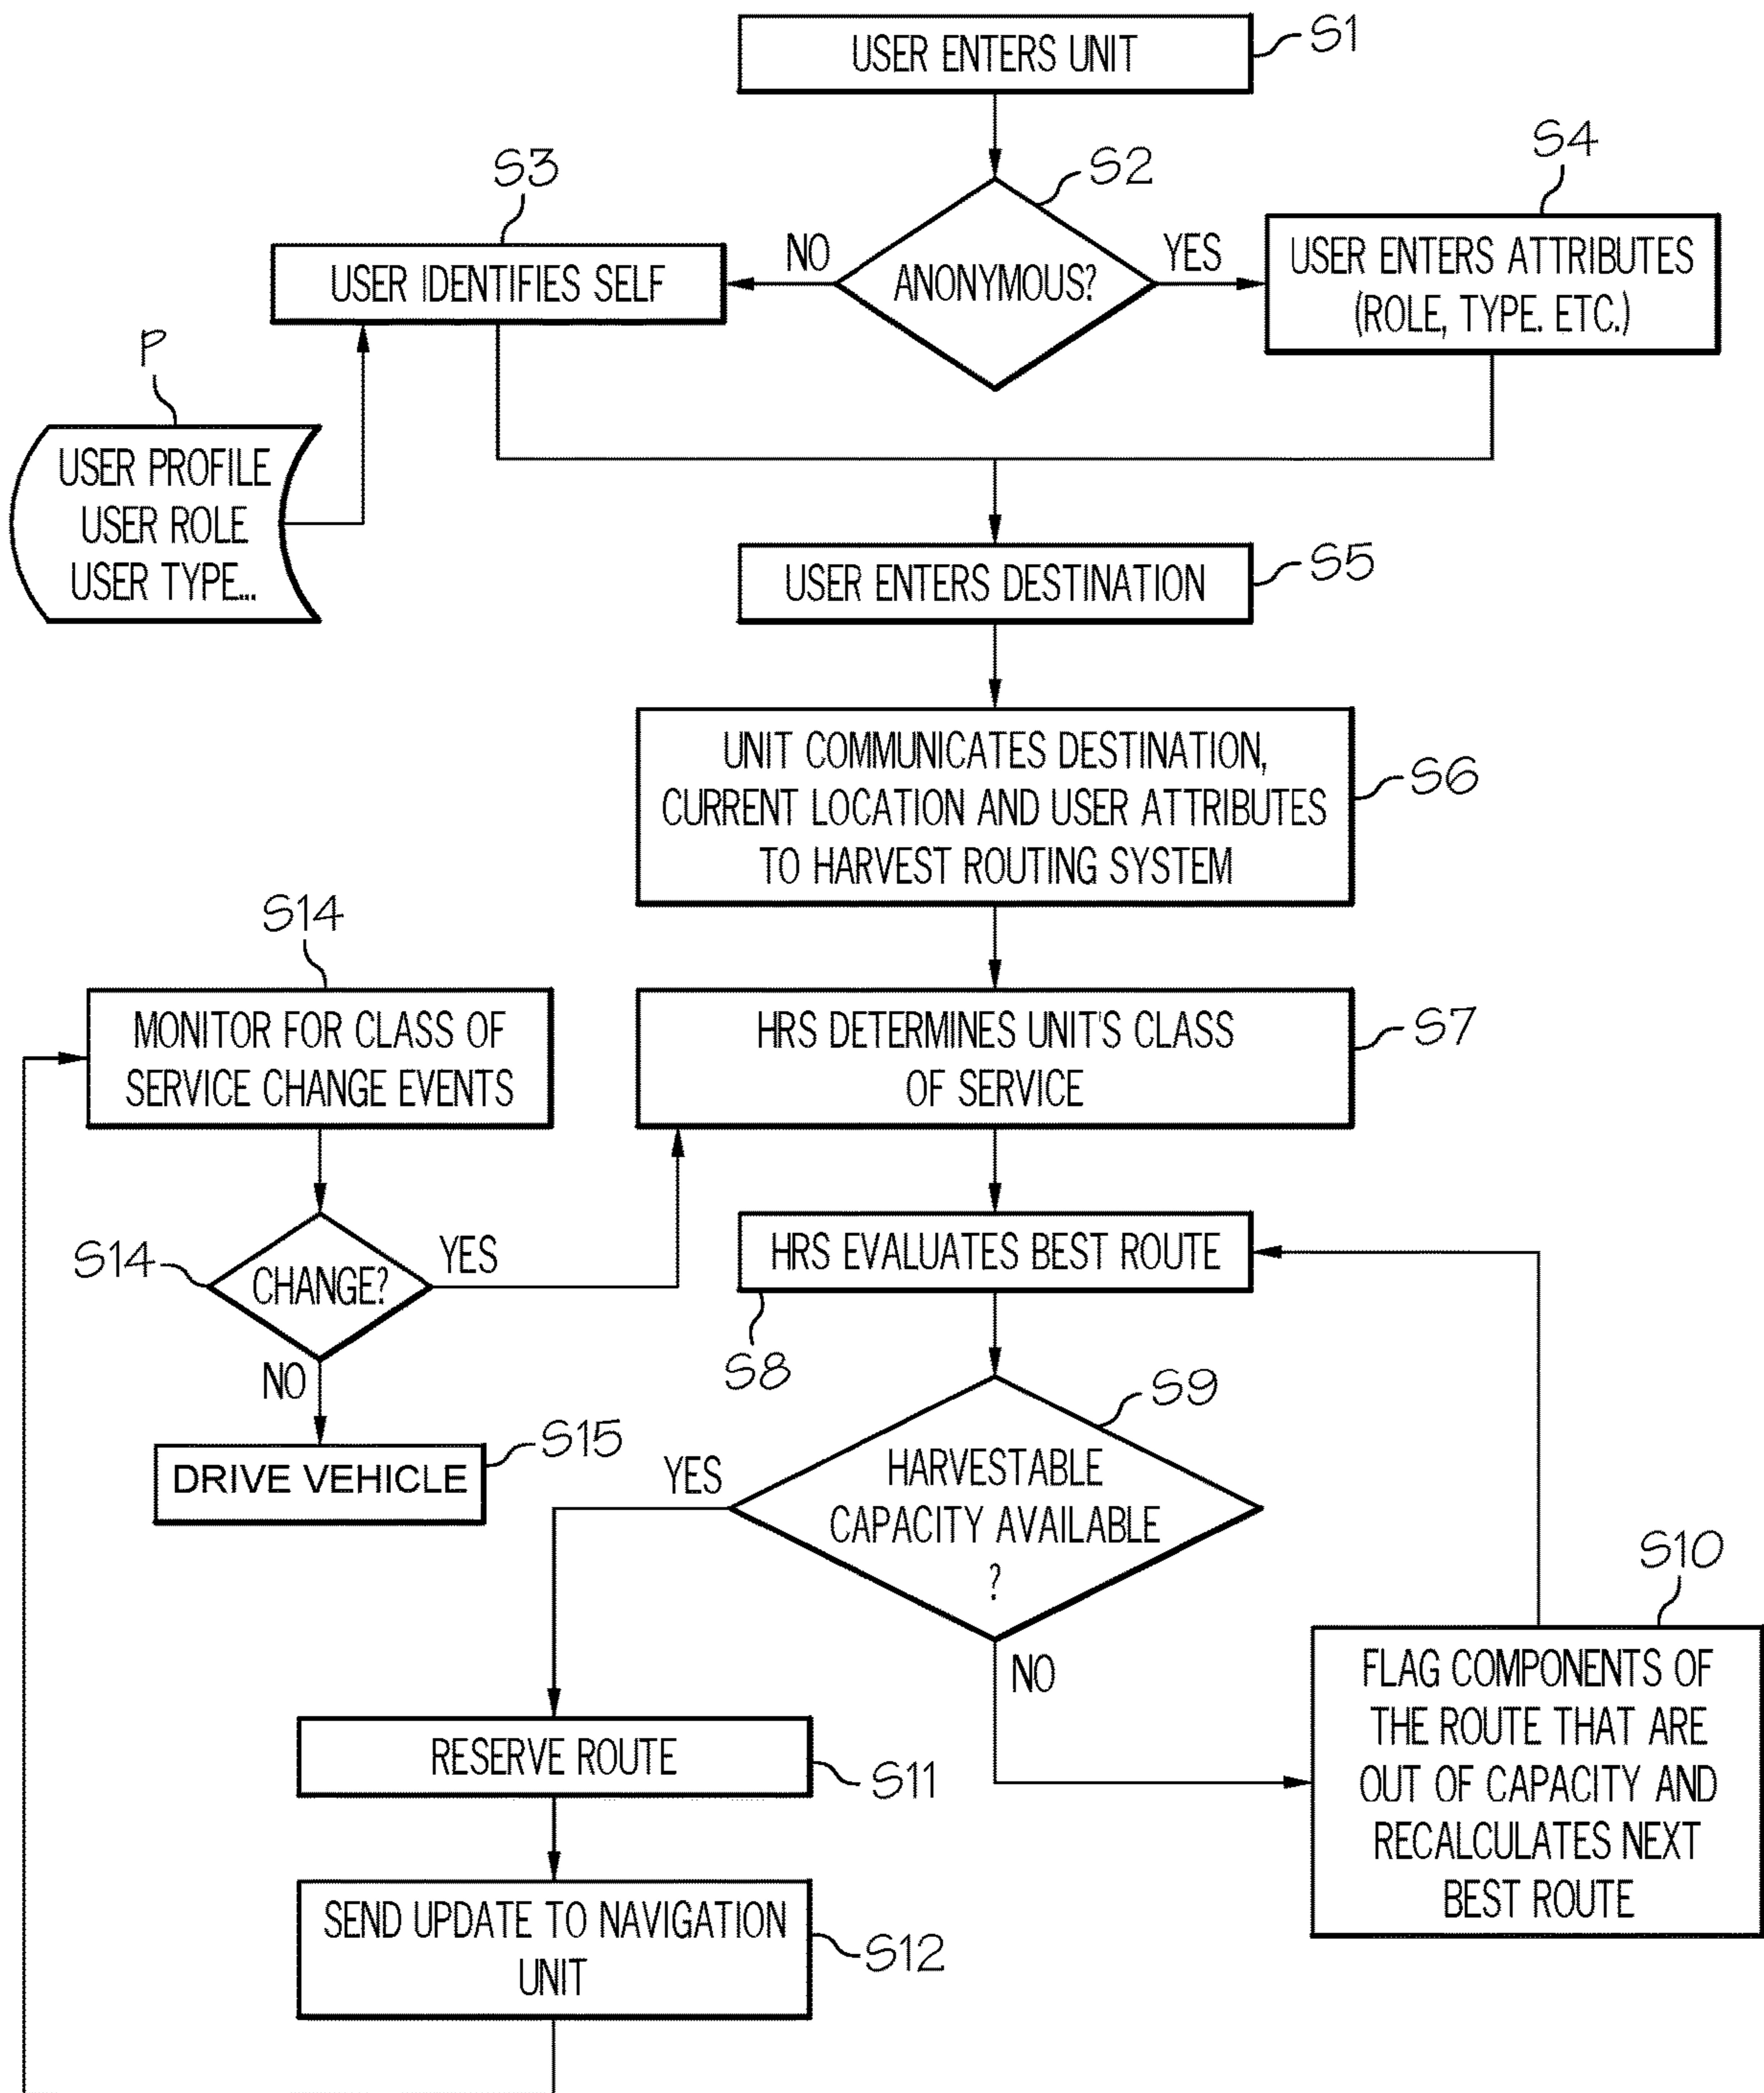 USER ENTERS UNIT
S1
S2
ANONYMOUS?
NO
YES
S3
USER IDENTIFIES SELF
S4
USER ENTERS ATTRIBUTES
(ROLE, TYPE. ETC.)
P
USER PROFILE
USER ROLE
USER TYPE...
USER ENTERS DESTINATION
S5
UNIT COMMUNICATES DESTINATION,
CURRENT LOCATION AND USER ATTRIBUTES
TO HARVEST ROUTING SYSTEM
S6
S14
MONITOR FOR CLASS OF
SERVICE CHANGE EVENTS
HRS DETERMINES UNIT'S CLASS
OF SERVICE
S7
S14
CHANGE?
YES
NO
DRIVE VEHICLE
S15
HRS EVALUATES BEST ROUTE
S8
S9
HARVESTABLE
CAPACITY AVAILABLE
?
YES
NO
S10
FLAG COMPONENTS OF
THE ROUTE THAT ARE
OUT OF CAPACITY AND
RECALCULATES NEXT
BEST ROUTE
RESERVE ROUTE
S11
SEND UPDATE TO NAVIGATION
UNIT
S12